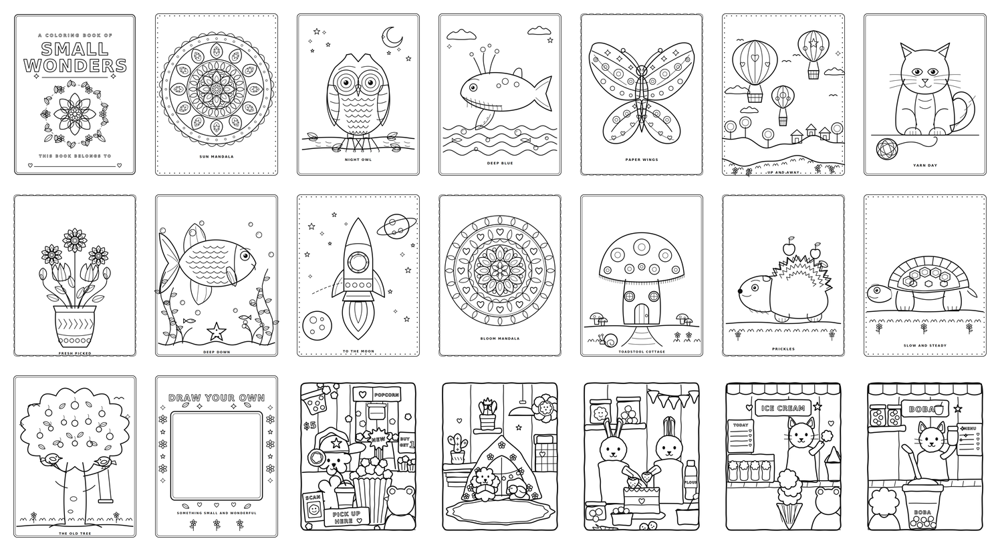 A COLORING BOOK OF
SMALL
WONDERS
THIS BOOK BELONGS TO
SUN MANDALA
NIGHT OWL
DEEP BLUE
PAPER WINGS
UP AND AWAY
YARN DAY
FRESH PICKED
DEEP DOWN
TO THE MOON
BLOOM MANDALA
TOADSTOOL COTTAGE
PRICKLES
SLOW AND STEADY
THE OLD TREE
DRAW YOUR OWN
SOMETHING SMALL AND WONDERFUL
POPCORN
$5
NEW
BUY
GET 1
SCAN
PICK UP
HERE
FLOUR
ICE CREAM
TODAY
BOBA
MENU
BOBA